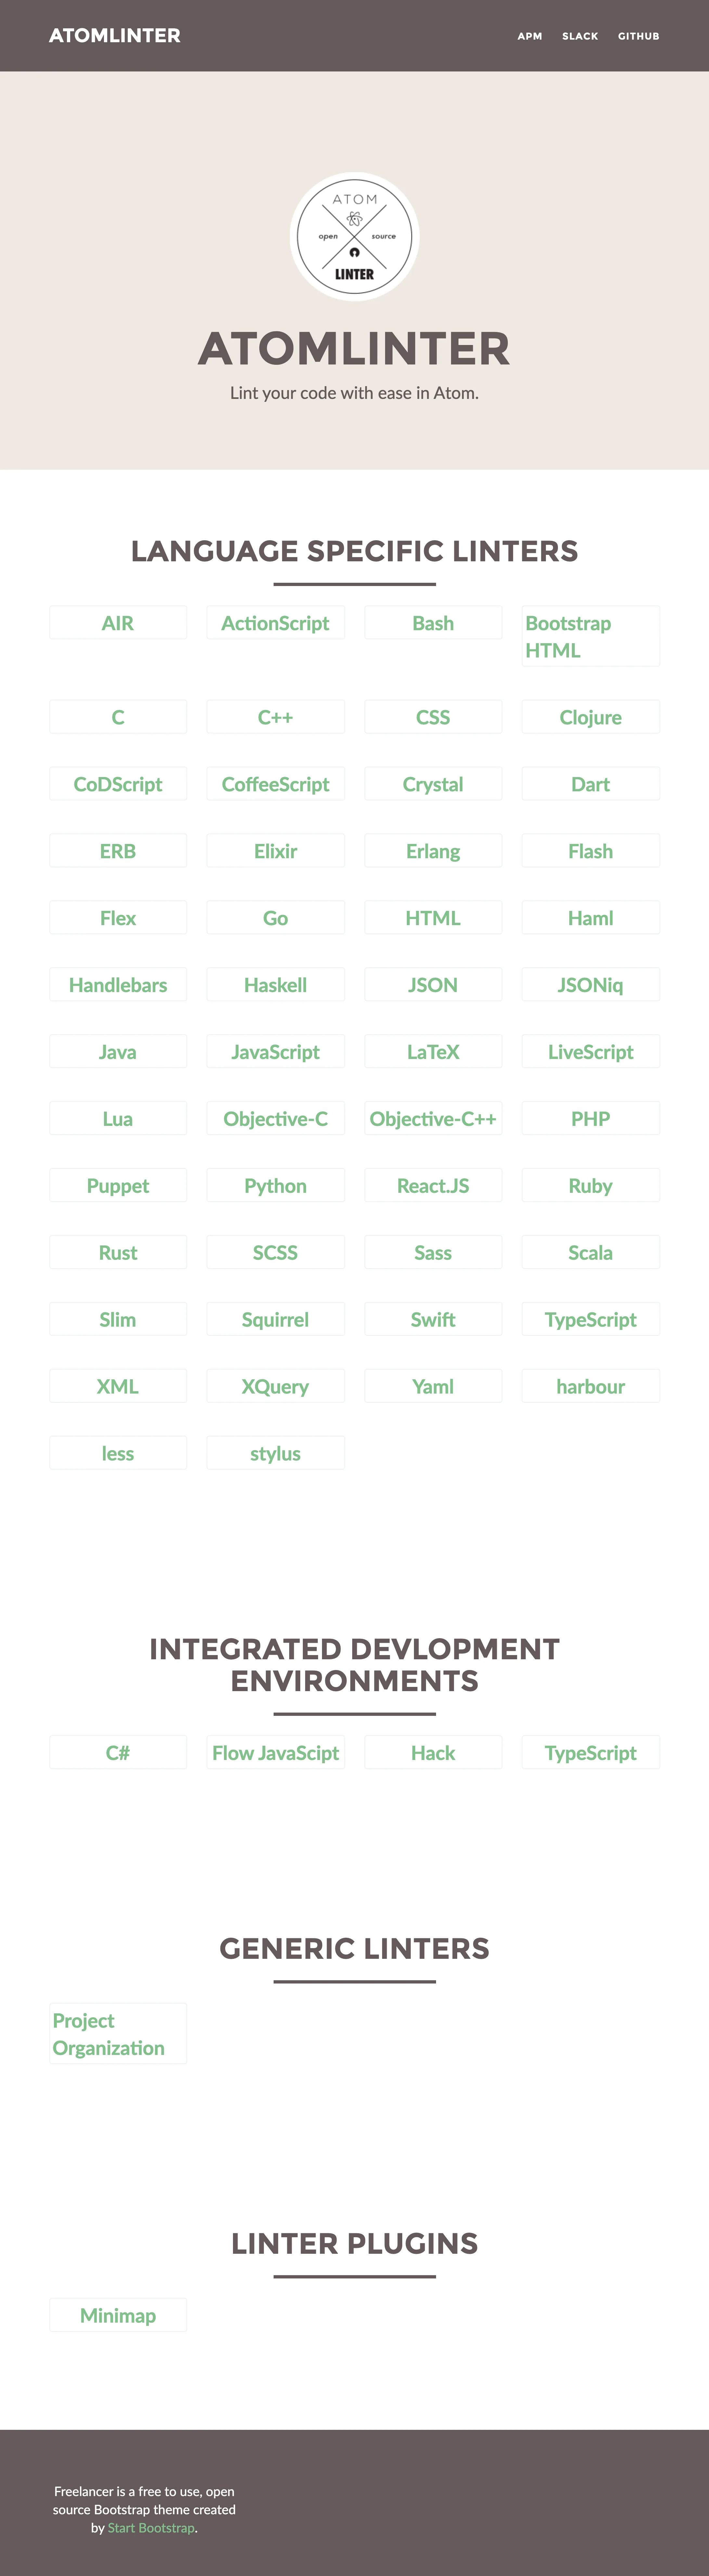 ATOMLINTER
APM SLACK GITHUB
ATOM
open source
LINTER
ATOMLINTER
Lint your code with ease in Atom.
LANGUAGE SPECIFIC LINTERS
AIR
ActionScript
Bash
Bootstrap
HTML
C
C++
CSS
Clojure
CoDScript
CoffeeScript
Crystal
Dart
ERB
Elixir
Erlang
Flash
Flex
Go
HTML
Haml
Handlebars
Haskell
JSON
JSONiq
Java
JavaScript
LaTeX
LiveScript
Lua
Objective-C
Objective-C++
PHP
Puppet
Python
React.JS
Ruby
Rust
SCSS
Sass
Scala
Slim
Squirrel
Swift
TypeScript
XML
XQuery
Yaml
harbour
less
stylus
INTEGRATED DEVLOPMENT
ENVIRONMENTS
C#
Flow JavaScipt
Hack
TypeScript
GENERIC LINTERS
Project
Organization
LINTER PLUGINS
Minimap
Freelancer is a free to use, open
source Bootstrap theme created
by Start Bootstrap.